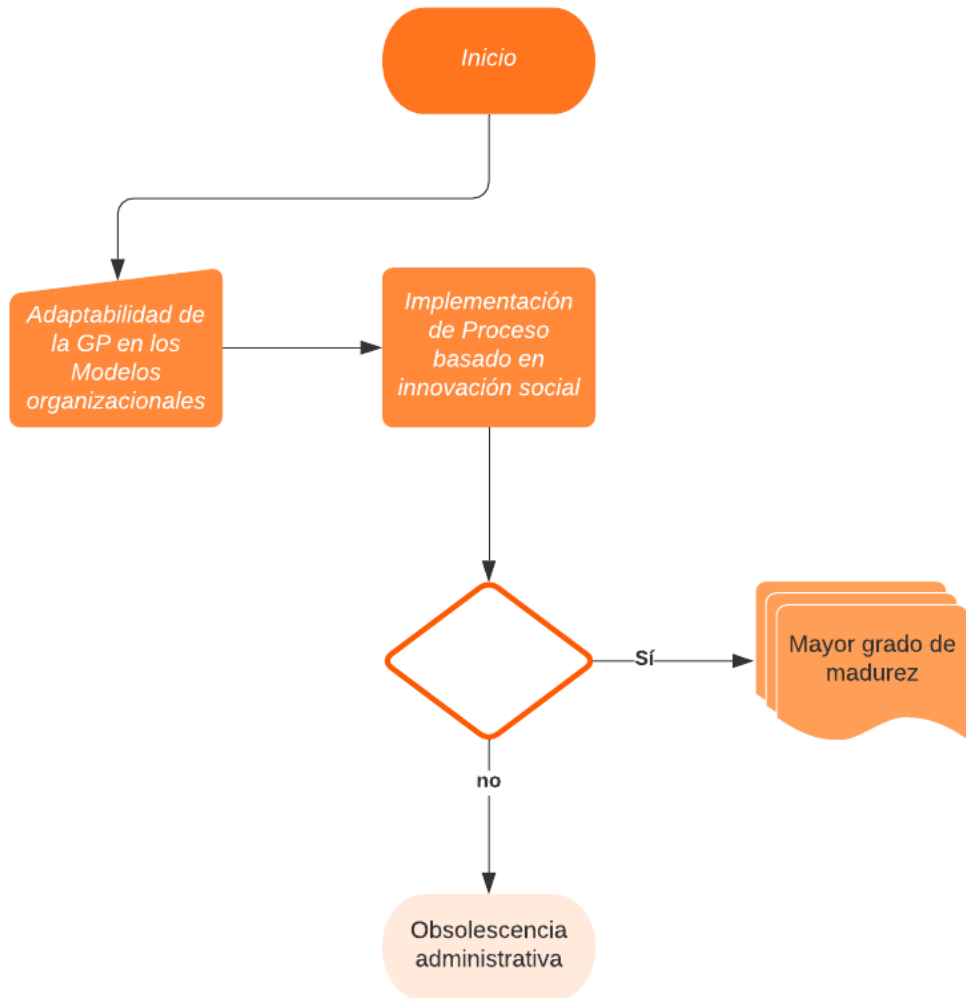 Inicio
Adaptabilidad de
la GP en los
Modelos
organizacionales
Implementación
de Proceso
basado en
innovación social
Sí
Mayor grado de
madurez
no
Obsolescencia
administrativa